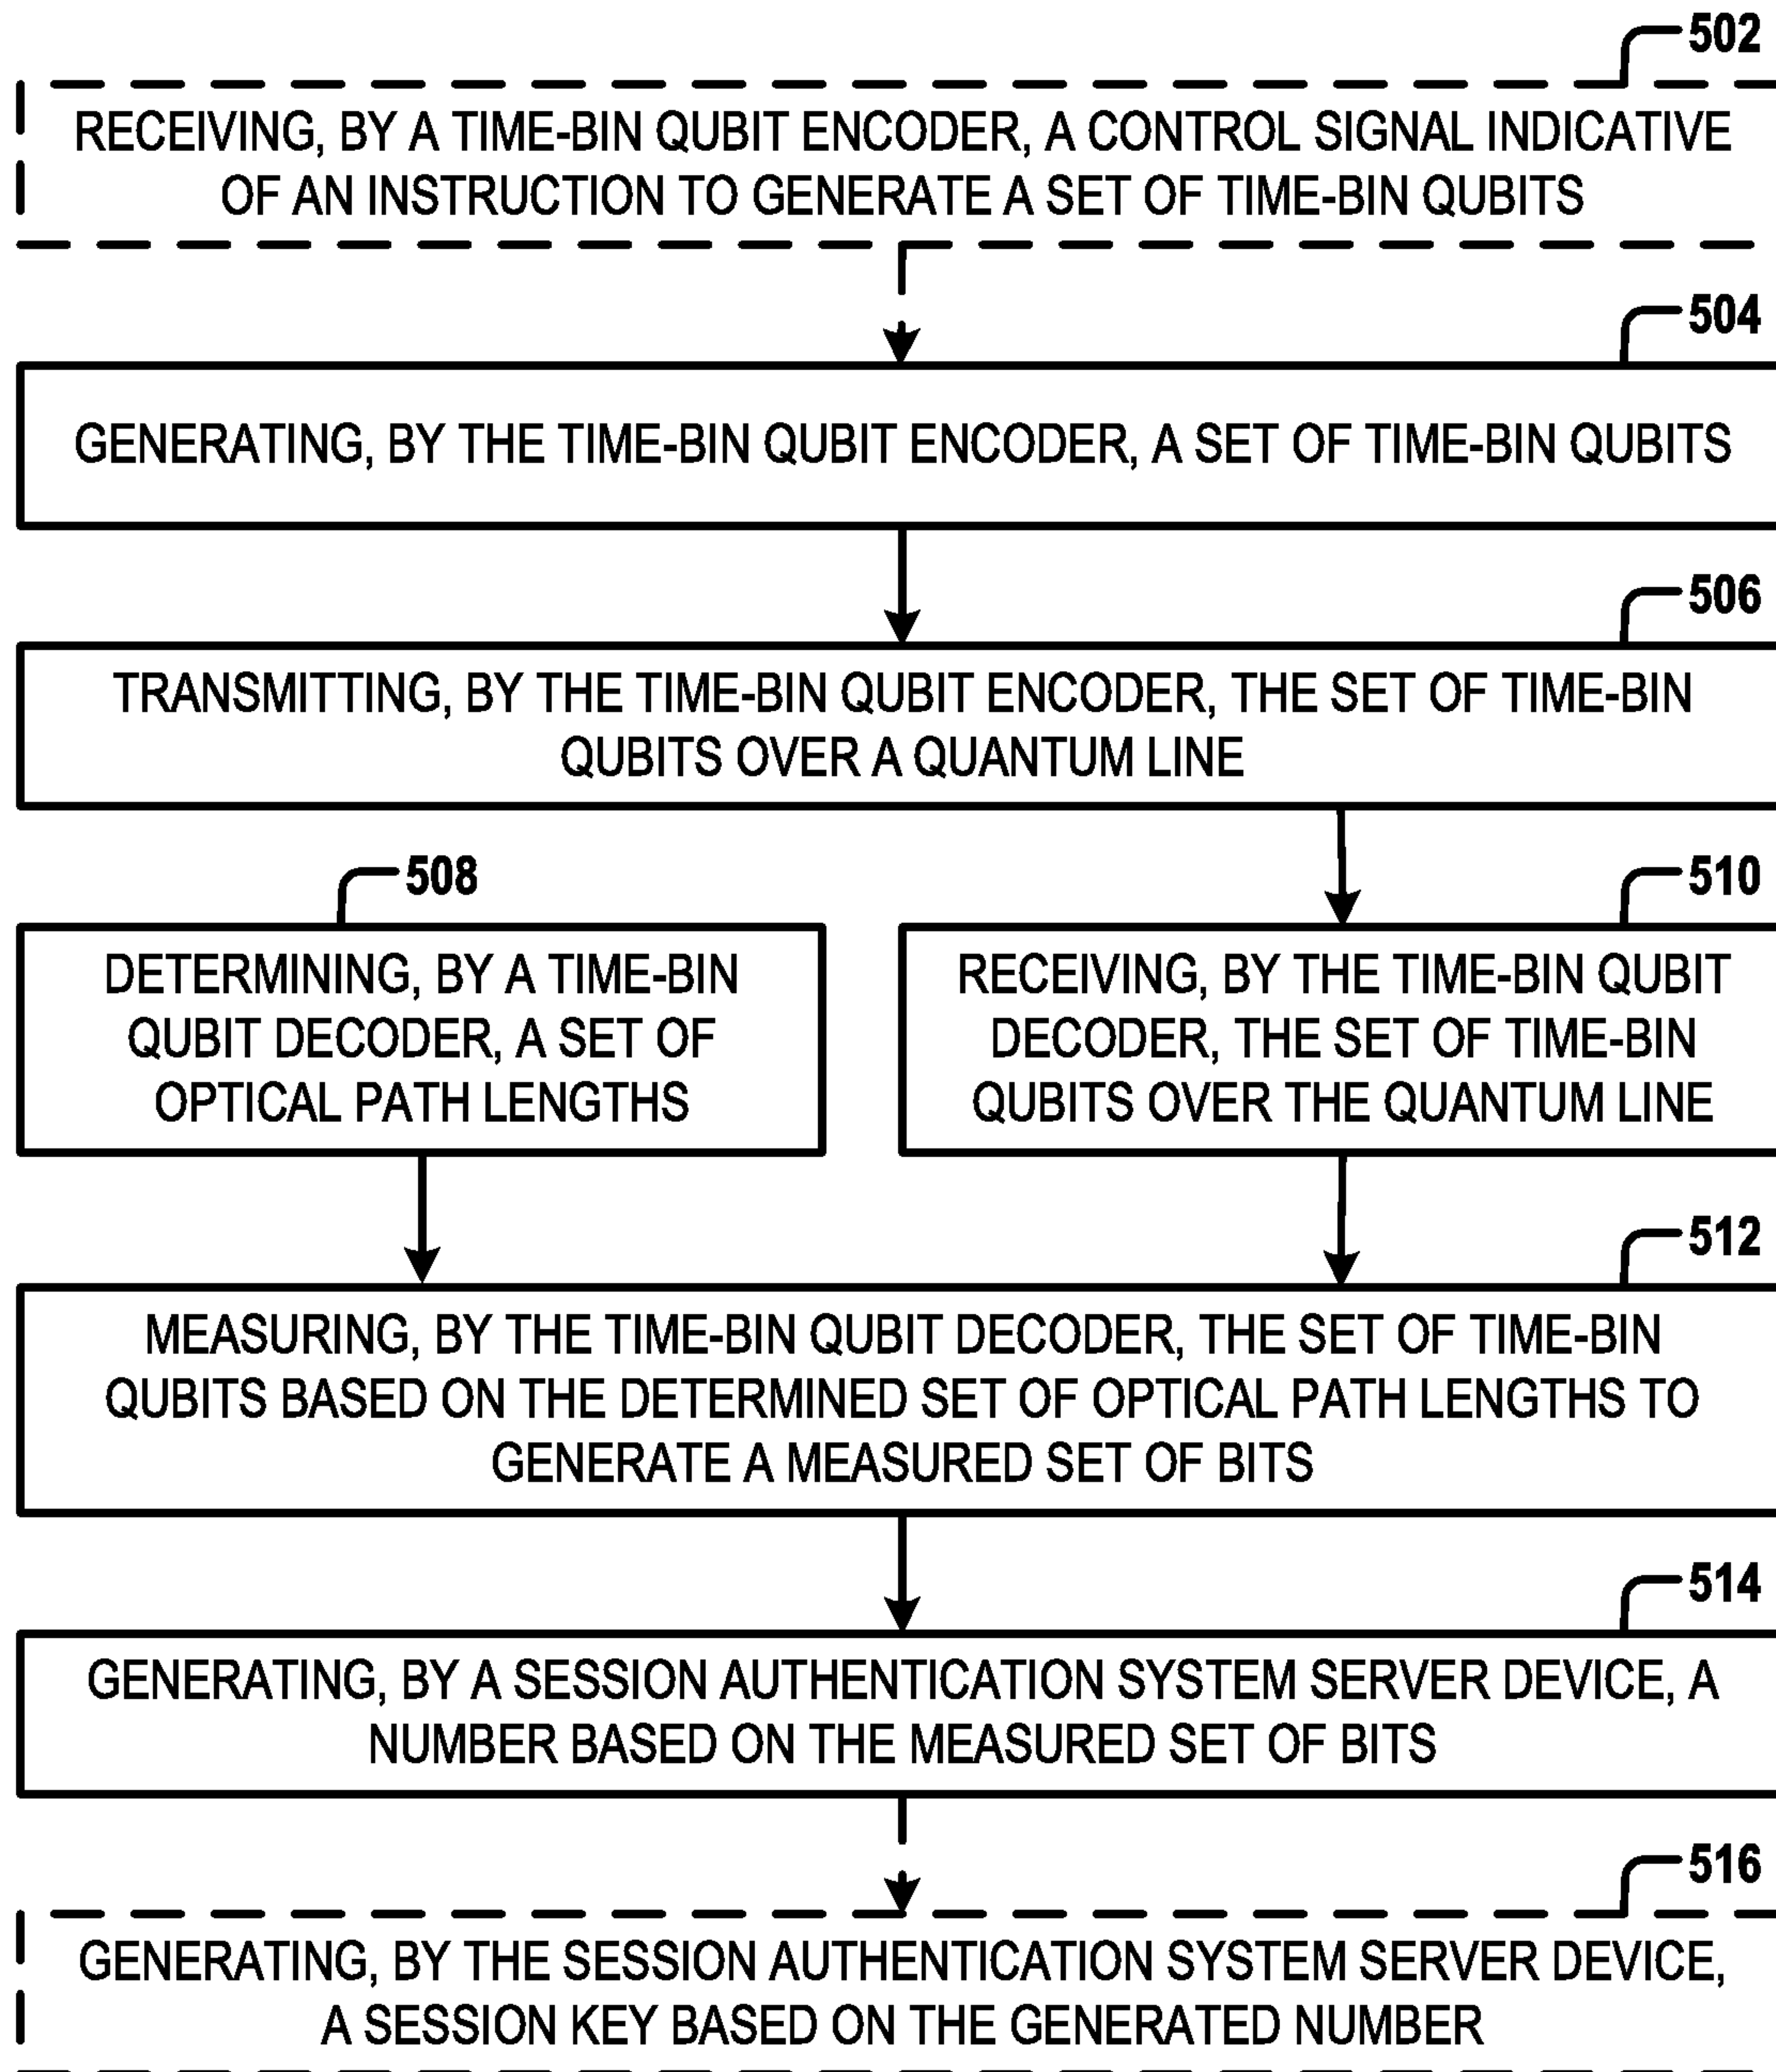 502
RECEIVING, BY A TIME-BIN QUBIT ENCODER, A CONTROL SIGNAL INDICATIVE
OF AN INSTRUCTION TO GENERATE A SET OF TIME-BIN QUBITS
504
GENERATING, BY THE TIME-BIN QUBIT ENCODER, A SET OF TIME-BIN QUBITS
506
TRANSMITTING, BY THE TIME-BIN QUBIT ENCODER, THE SET OF TIME-BIN
QUBITS OVER A QUANTUM LINE
508
DETERMINING, BY A TIME-BIN
QUBIT DECODER, A SET OF
OPTICAL PATH LENGTHS
510
RECEIVING, BY THE TIME-BIN QUBIT
DECODER, THE SET OF TIME-BIN
QUBITS OVER THE QUANTUM LINE
512
MEASURING, BY THE TIME-BIN QUBIT DECODER, THE SET OF TIME-BIN
QUBITS BASED ON THE DETERMINED SET OF OPTICAL PATH LENGTHS TO
GENERATE A MEASURED SET OF BITS
514
GENERATING, BY A SESSION AUTHENTICATION SYSTEM SERVER DEVICE, A
NUMBER BASED ON THE MEASURED SET OF BITS
516
GENERATING, BY THE SESSION AUTHENTICATION SYSTEM SERVER DEVICE,
A SESSION KEY BASED ON THE GENERATED NUMBER